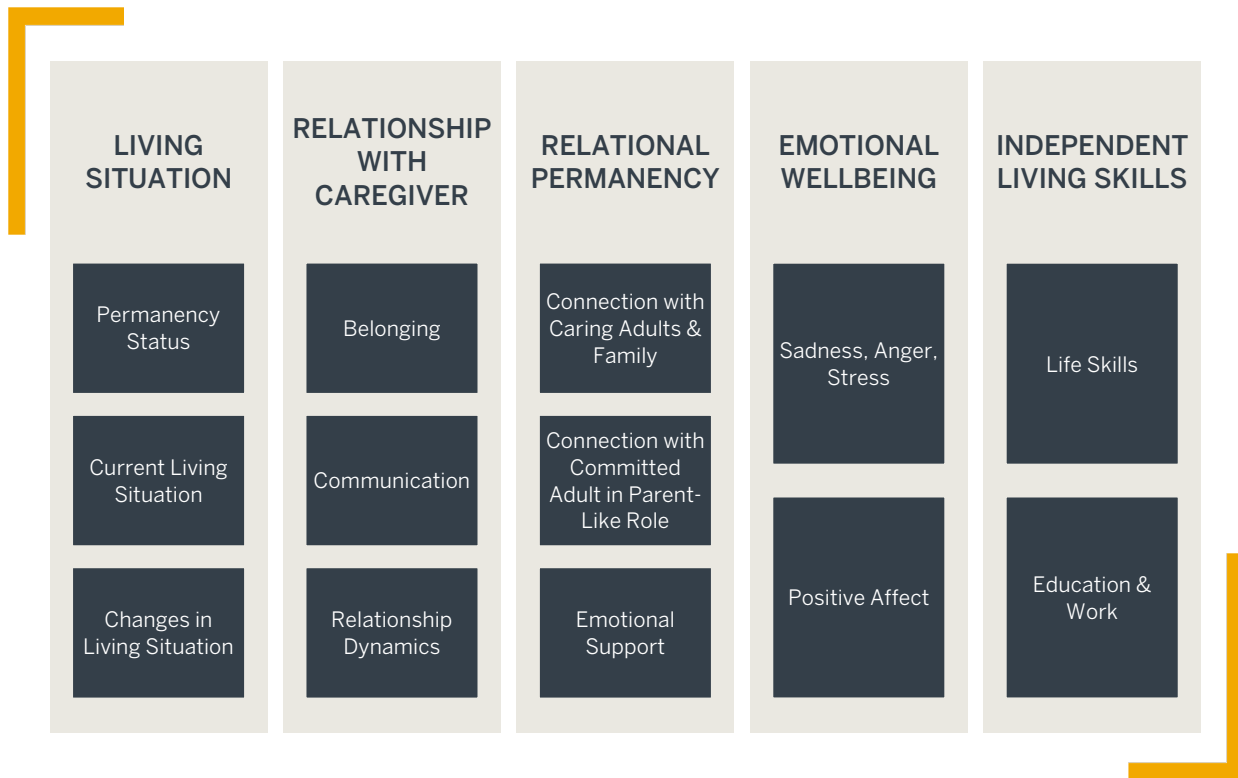 LIVING
SITUATION
Permanency
Status
Current Living
Situation
Changes in
Living Situation
RELATIONSHIP
WITH
CAREGIVER
Belonging
Communication
Relationship
Dynamics
RELATIONAL
PERMANENCY
Connection with
Caring Adults &
Family
Connection with
Committed
Adult in Parent-
Like Role
Emotional
Support
EMOTIONAL
WELLBEING
Sadness, Anger,
Stress
Positive Affect
INDEPENDENT
LIVING SKILLS
Life Skills
Education &
Work